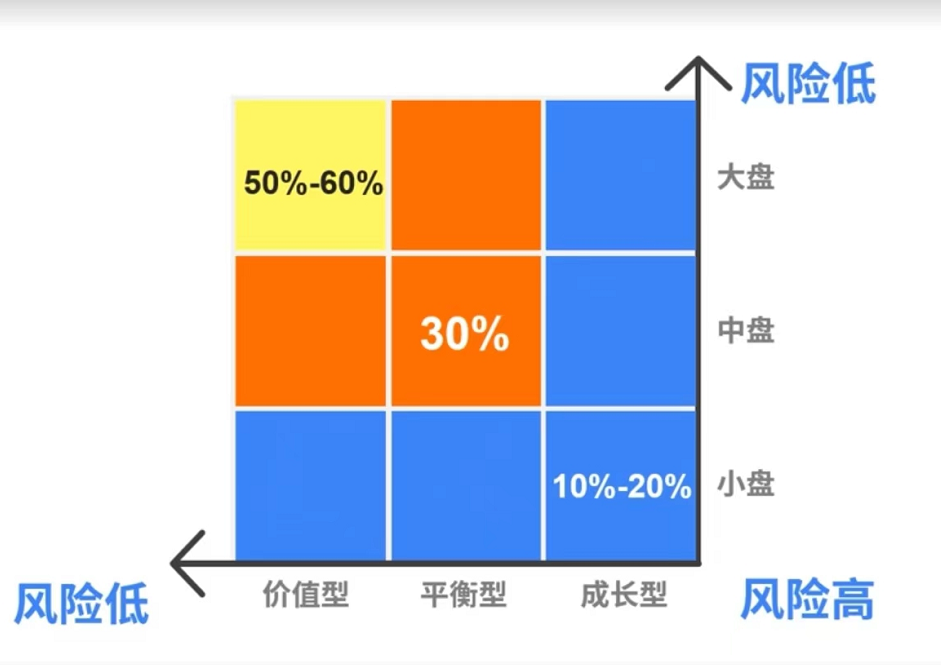 风险低
50%-60%
大盘
30%
中盘
10%-20%
小盘
风险低
价值型
平衡型
成长型
风险高